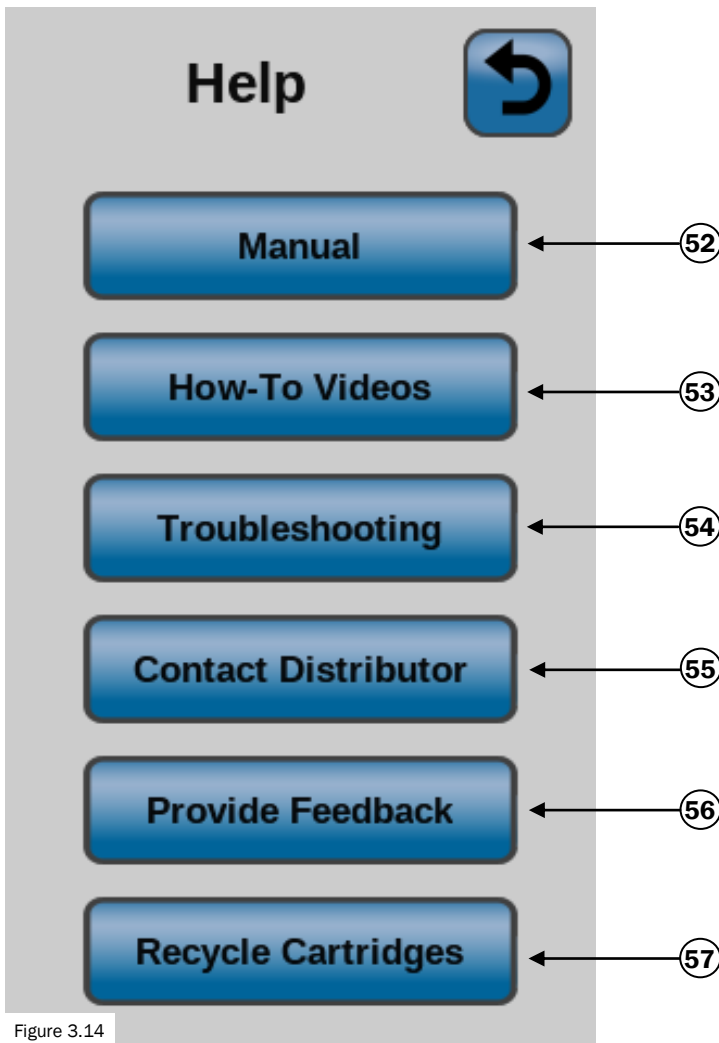 Help
Manual
52
How-To Videos
53
Troubleshooting
54
Contact Distributor
55
Provide Feedback
56
Recycle Cartridges
57
Figure 3.14